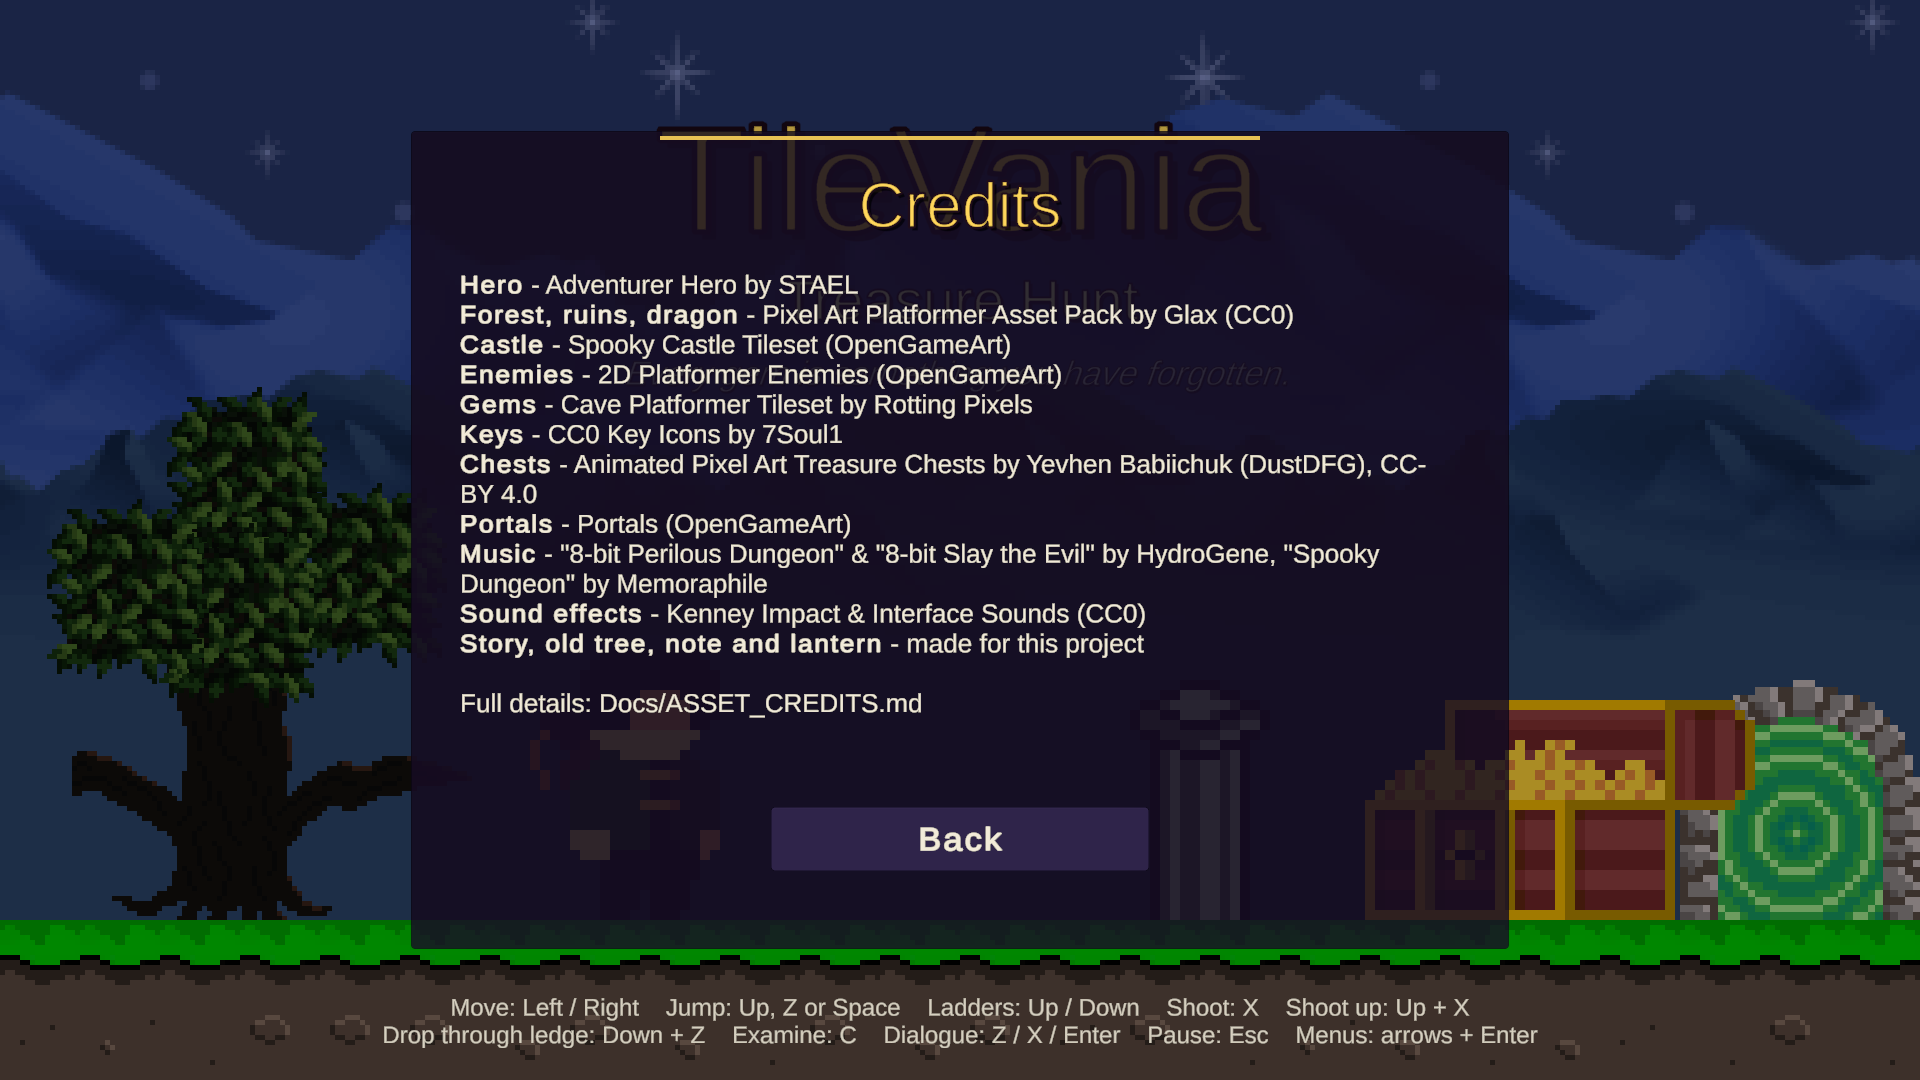 TileVania
Credits
Treasure Hunt
Hero - Adventurer Hero by STAEL
Forest, ruins, dragon - Pixel Art Platformer Asset Pack by Glax (CC0)
Castle - Spooky Castle Tileset (OpenGameArt)
Enemies - 2D Platformer Enemies (OpenGameArt)
have forgotten.
Gems - Cave Platformer Tileset by Rotting Pixels
Keys - CC0 Key Icons by 7Soul1
Chests - Animated Pixel Art Treasure Chests by Yevhen Babiichuk (DustDFG), CC-
BY 4.0
Portals - Portals (OpenGameArt)
Music - "8-bit Perilous Dungeon" & "8-bit Slay the Evil" by HydroGene, "Spooky
Dungeon" by Memoraphile
Sound effects - Kenney Impact & Interface Sounds (CC0)
Story, old tree, note and lantern - made for this project
Full details: Docs/ASSET_CREDITS.md
Back
Move: Left / Right    Jump: Up, Z or Space    Ladders: Up / Down    Shoot: X    Shoot up: Up + X
Drop through ledge: Down + Z    Examine: C    Dialogue: Z / X / Enter    Pause: Esc    Menus: arrows + Enter